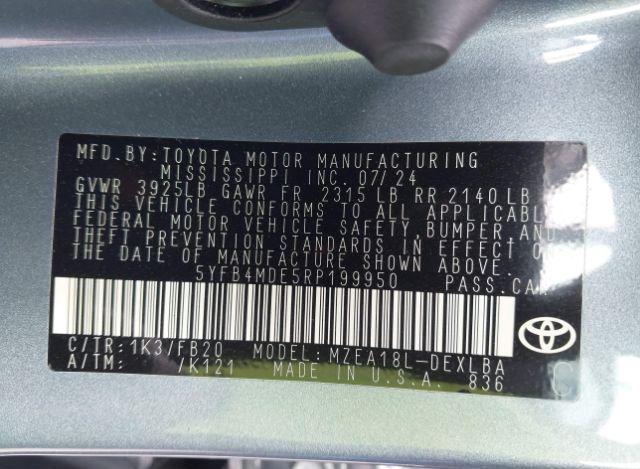 MFD.BY:TOYOTA MOTOR MANUFACTURING
MISSISSIPPI INC. 07/24
GVWR 3925LB GAWR FR 2315 LB RR 2140 LB
THIS VEHICLE CONFORMS TO ALL APPLICABLE
FEDERAL MOTOR VEHICLE SAFETY, BUMPER AND
THEFT PREVENTION STANDARDS IN EFFECT ON
THE DATE OF MANUFACTURE SHOWN ABOVE.
5YFB4MDE5RP199950 PASS.CAR
C/TR:1K3/FB20 MODEL:MZEA18L-DEXLBA
A/TM: /K121 MADE IN U.S.A. 836
C